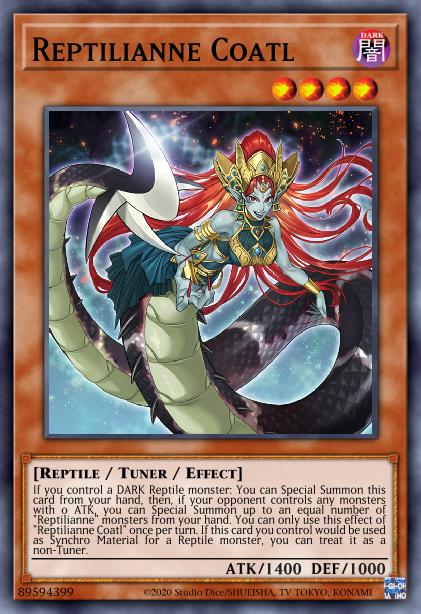 Reptilianne Coatl
DARK
闇
[Reptile / Tuner / Effect]
If you control a DARK Reptile monster: You can Special Summon this
card from your hand, then, if your opponent controls any monsters
with 0 ATK, you can Special Summon up to an equal number of
"Reptilianne" monsters from your hand. You can only use this effect of
"Reptilianne Coatl" once per turn. If this card you control would be used
as Synchro Material for a Reptile monster, you can treat it as a
non-Tuner.
ATK/1400 DEF/1000
89594399
©2020 Studio Dice/SHUEISHA, TV TOKYO, KONAMI